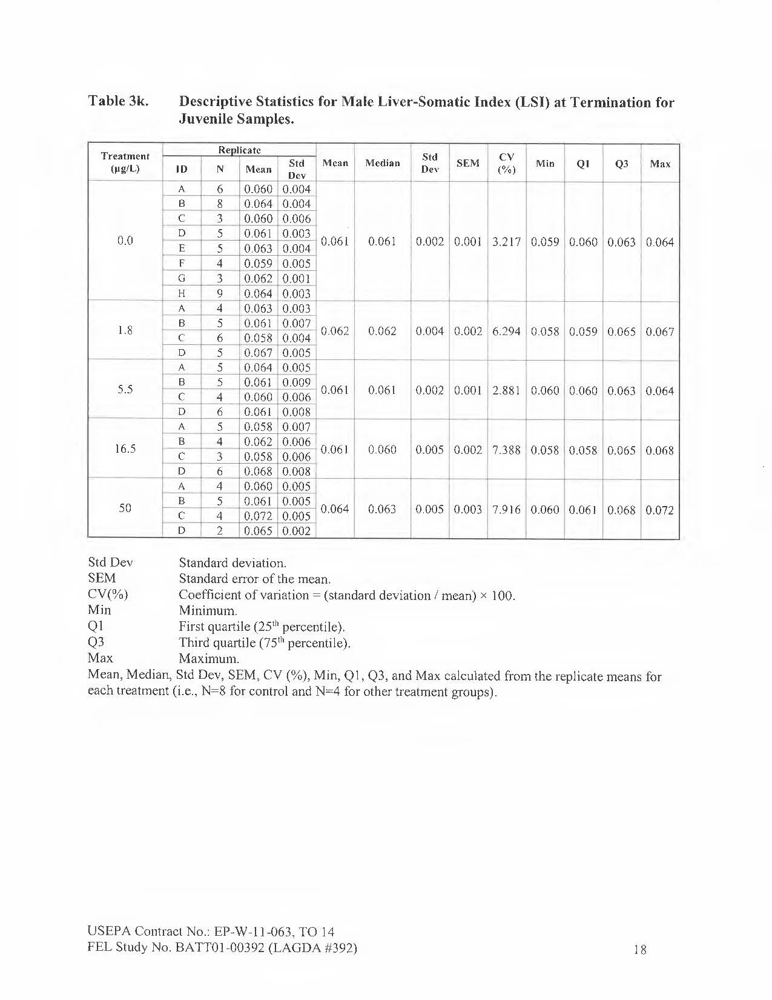 Table 3k. Descriptive Statistics for Male Liver-Somatic Index (LSI) at Termination for
Juvenile Samples.
Treatment (µg/L) Replicate Mean Median Std Dev SEM CV (%) Min Q1 Q3 Max
ID N Mean Std Dev
0.0 A 6 0.060 0.004 0.061 0.061 0.002 0.001 3.217 0.059 0.060 0.063 0.064
B 8 0.064 0.004
C 3 0.060 0.006
D 5 0.061 0.003
E 5 0.063 0.004
F 4 0.059 0.005
G 3 0.062 0.001
H 9 0.064 0.003
1.8 A 4 0.063 0.003 0.062 0.062 0.004 0.002 6.294 0.058 0.059 0.065 0.067
B 5 0.061 0.007
C 6 0.058 0.004
D 5 0.067 0.005
5.5 A 5 0.064 0.005 0.061 0.061 0.002 0.001 2.881 0.060 0.060 0.063 0.064
B 5 0.061 0.009
C 4 0.060 0.006
D 6 0.061 0.008
16.5 A 5 0.058 0.007 0.061 0.060 0.005 0.002 7.388 0.058 0.058 0.065 0.068
B 4 0.062 0.006
C 3 0.058 0.006
D 6 0.068 0.008
50 A 4 0.060 0.005 0.064 0.063 0.005 0.003 7.916 0.060 0.061 0.068 0.072
B 5 0.061 0.005
C 4 0.072 0.005
D 2 0.065 0.002
Std Dev Standard deviation.
SEM Standard error of the mean.
CV(%) Coefficient of variation = (standard deviation / mean) × 100.
Min Minimum.
Q1 First quartile (25th percentile).
Q3 Third quartile (75th percentile).
Max Maximum.
Mean, Median, Std Dev, SEM, CV (%), Min, Q1, Q3, and Max calculated from the replicate means for
each treatment (i.e., N=8 for control and N=4 for other treatment groups).
USEPA Contract No.: EP-W-11-063, TO 14
FEL Study No. BATT01-00392 (LAGDA #392) 18